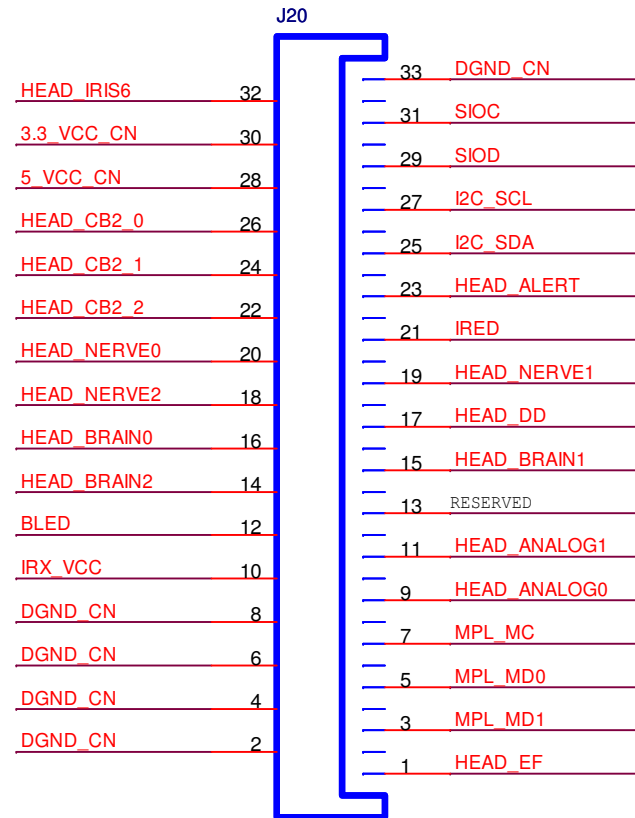 J20
33 DGND_CN
HEAD_IRIS6 32
31 SIOC
3.3_VCC_CN 30
29 SIOD
5_VCC_CN 28
27 I2C_SCL
HEAD_CB2_0 26
25 I2C_SDA
HEAD_CB2_1 24
23 HEAD_ALERT
HEAD_CB2_2 22
21 IRED
HEAD_NERVE0 20
19 HEAD_NERVE1
HEAD_NERVE2 18
17 HEAD_DD
HEAD_BRAIN0 16
15 HEAD_BRAIN1
HEAD_BRAIN2 14
13 RESERVED
BLED 12
11 HEAD_ANALOG1
IRX_VCC 10
9 HEAD_ANALOG0
DGND_CN 8
7 MPL_MC
DGND_CN 6
5 MPL_MD0
DGND_CN 4
3 MPL_MD1
DGND_CN 2
1 HEAD_EF